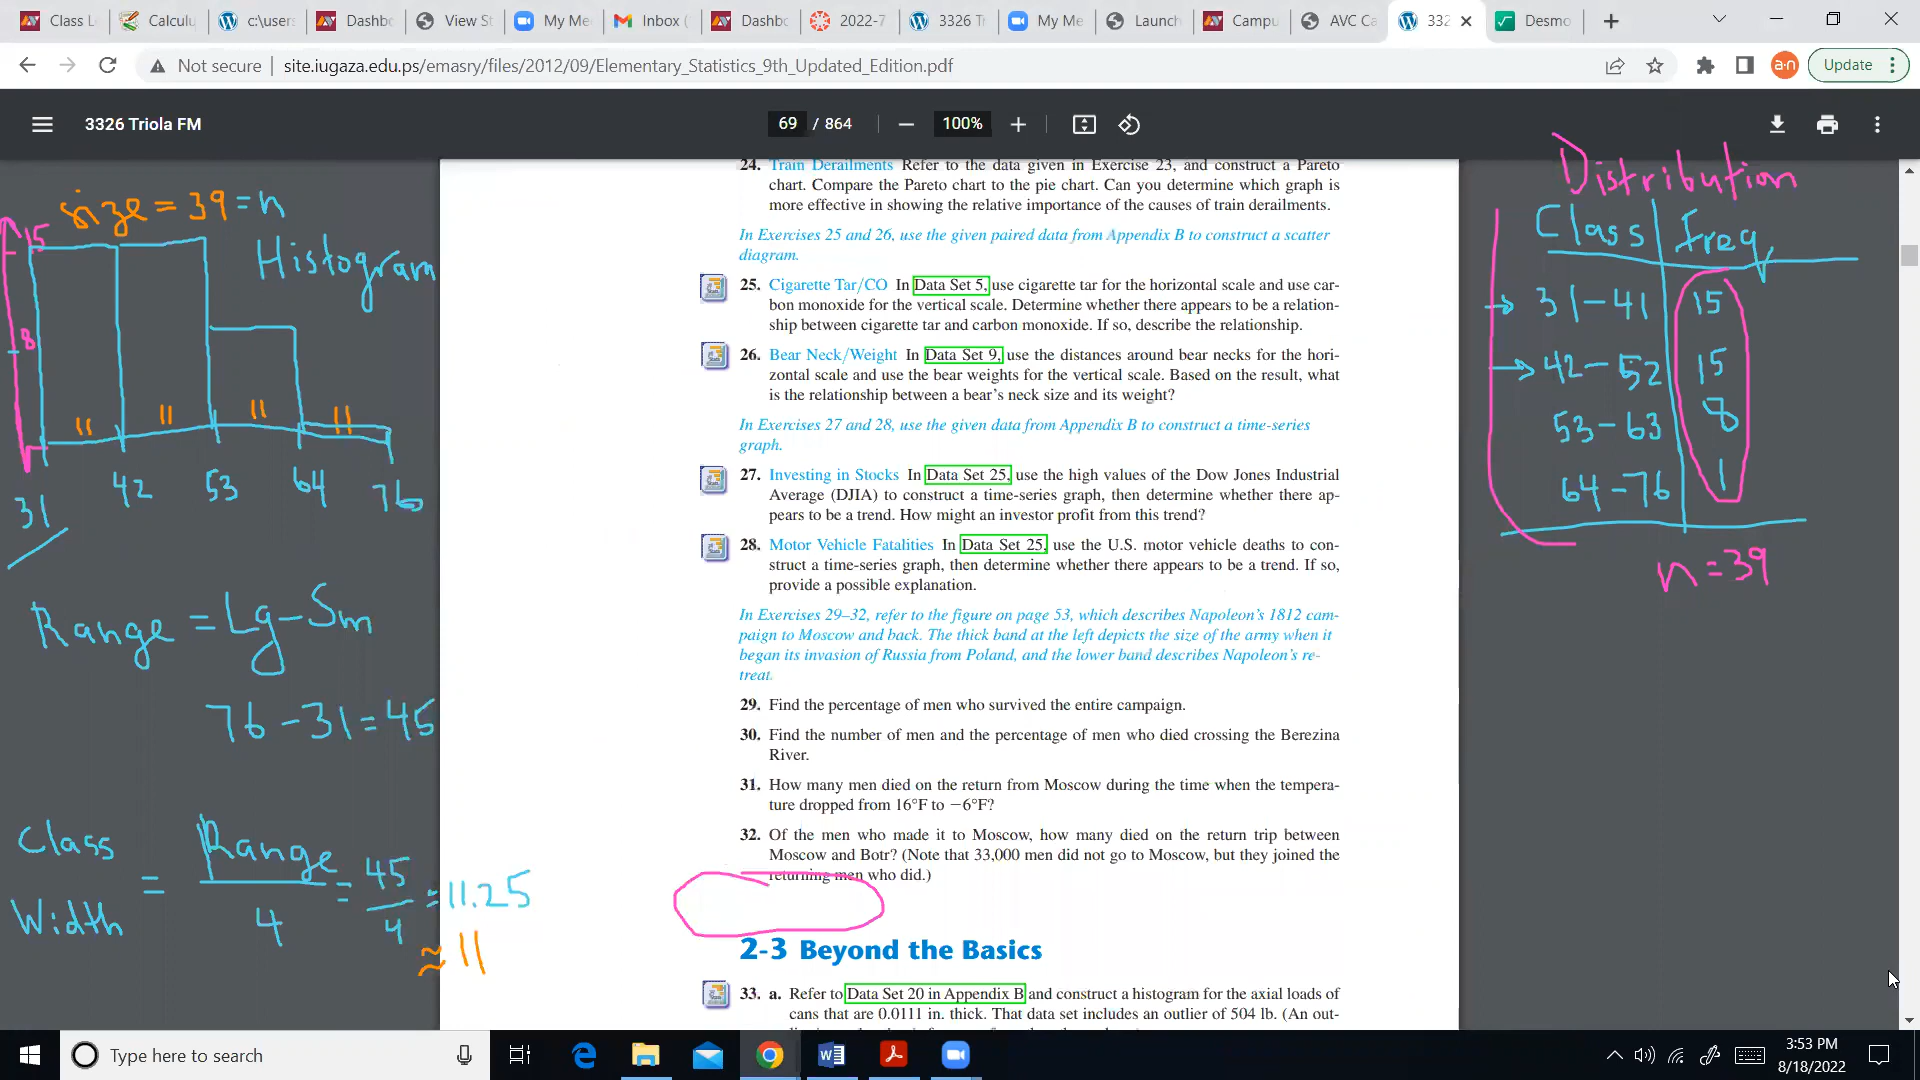 Class L
Calculu
c:\users
Dashbo
View St
My Me
Inbox (
Dashbo
2022-7
3326 Tr
My Me
Launch
Campu
AVC Ca
332
Desmo
Not secure
site.iugaza.edu.ps/emasry/files/2012/09/Elementary_Statistics_9th_Updated_Edition.pdf
a-n
Update
3326 Triola FM
69 / 864
100%
size = 39 = n
Histogram
15
8
11 11 11 11
31 42 53 64 76
Range = Lg - Sm
76 - 31 = 45
Class Width = Range / 4 = 45 / 4 = 11.25
≈ 11
24. Train Derailments Refer to the data given in Exercise 23, and construct a Pareto
chart. Compare the Pareto chart to the pie chart. Can you determine which graph is
more effective in showing the relative importance of the causes of train derailments.
In Exercises 25 and 26, use the given paired data from Appendix B to construct a scatter
diagram.
25. Cigarette Tar/CO In Data Set 5, use cigarette tar for the horizontal scale and use car-
bon monoxide for the vertical scale. Determine whether there appears to be a relation-
ship between cigarette tar and carbon monoxide. If so, describe the relationship.
26. Bear Neck/Weight In Data Set 9, use the distances around bear necks for the hori-
zontal scale and use the bear weights for the vertical scale. Based on the result, what
is the relationship between a bear's neck size and its weight?
In Exercises 27 and 28, use the given data from Appendix B to construct a time-series
graph.
27. Investing in Stocks In Data Set 25, use the high values of the Dow Jones Industrial
Average (DJIA) to construct a time-series graph, then determine whether there ap-
pears to be a trend. How might an investor profit from this trend?
28. Motor Vehicle Fatalities In Data Set 25, use the U.S. motor vehicle deaths to con-
struct a time-series graph, then determine whether there appears to be a trend. If so,
provide a possible explanation.
In Exercises 29–32, refer to the figure on page 53, which describes Napoleon's 1812 cam-
paign to Moscow and back. The thick band at the left depicts the size of the army when it
began its invasion of Russia from Poland, and the lower band describes Napoleon's re-
treat.
29. Find the percentage of men who survived the entire campaign.
30. Find the number of men and the percentage of men who died crossing the Berezina
River.
31. How many men died on the return from Moscow during the time when the tempera-
ture dropped from 16°F to −6°F?
32. Of the men who made it to Moscow, how many died on the return trip between
Moscow and Botr? (Note that 33,000 men did not go to Moscow, but they joined the
returning men who did.)
2-3 Beyond the Basics
33. a. Refer to Data Set 20 in Appendix B and construct a histogram for the axial loads of
cans that are 0.0111 in. thick. That data set includes an outlier of 504 lb. (An out-
Distribution
Class Freq
31-41 15
42-52 15
53-63 8
64-76 1
n = 39
Type here to search
3:53 PM
8/18/2022